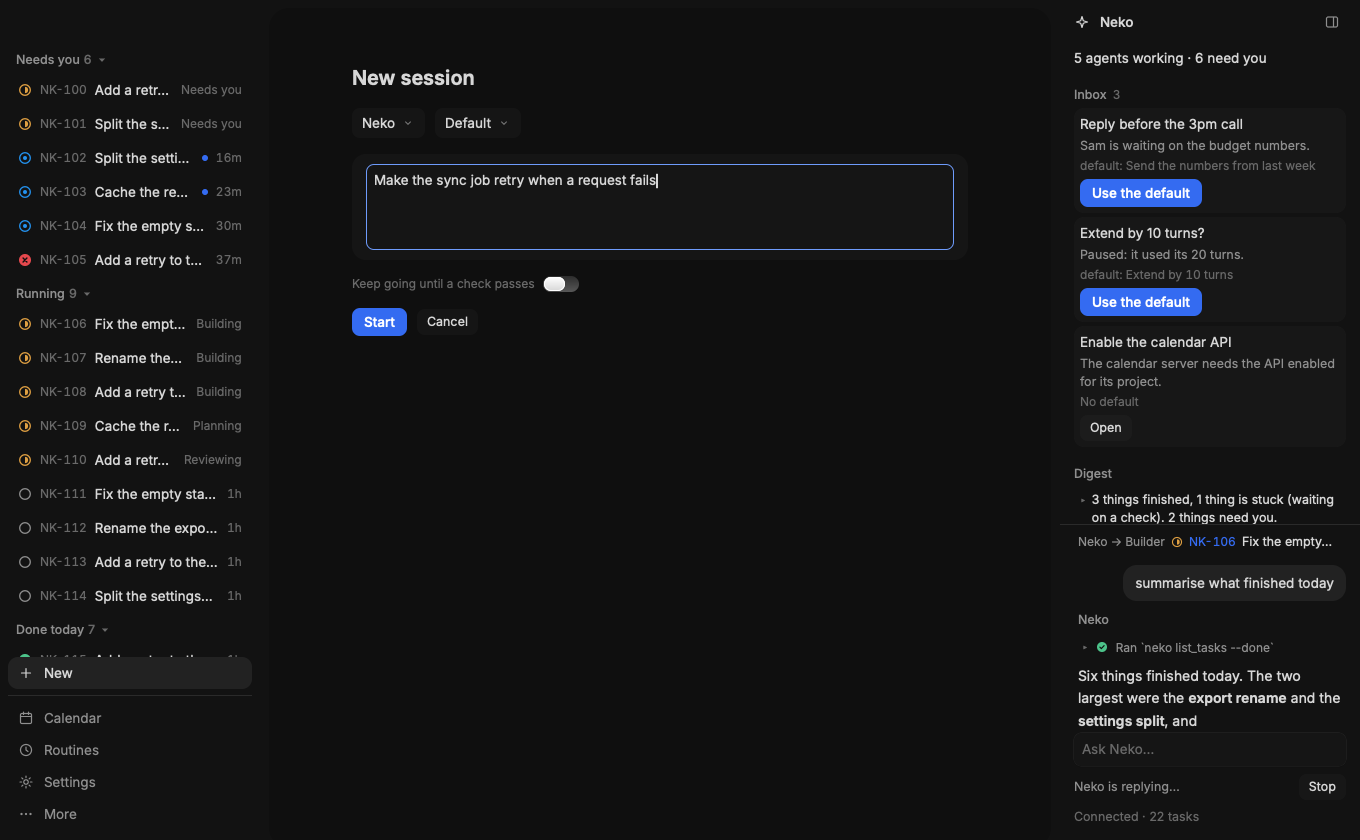 Needs you 6
NK-100 Add a retr... Needs you
NK-101 Split the s... Needs you
NK-102 Split the setti... 16m
NK-103 Cache the re... 23m
NK-104 Fix the empty s... 30m
NK-105 Add a retry to t... 37m
Running 9
NK-106 Fix the empt... Building
NK-107 Rename the... Building
NK-108 Add a retry t... Building
NK-109 Cache the r... Planning
NK-110 Add a retr... Reviewing
NK-111 Fix the empty sta... 1h
NK-112 Rename the expo... 1h
NK-113 Add a retry to the... 1h
NK-114 Split the settings... 1h
Done today 7
New
Calendar
Routines
Settings
More
New session
Neko
Default
Make the sync job retry when a request fails
Keep going until a check passes
Start
Cancel
Neko
5 agents working · 6 need you
Inbox 3
Reply before the 3pm call
Sam is waiting on the budget numbers.
default: Send the numbers from last week
Use the default
Extend by 10 turns?
Paused: it used its 20 turns.
default: Extend by 10 turns
Use the default
Enable the calendar API
The calendar server needs the API enabled
for its project.
No default
Open
Digest
3 things finished, 1 thing is stuck (waiting
on a check). 2 things need you.
Neko → Builder NK-106 Fix the empty...
summarise what finished today
Neko
Ran `neko list_tasks --done`
Six things finished today. The two
largest were the export rename and the
settings split, and
Ask Neko...
Neko is replying...
Stop
Connected · 22 tasks